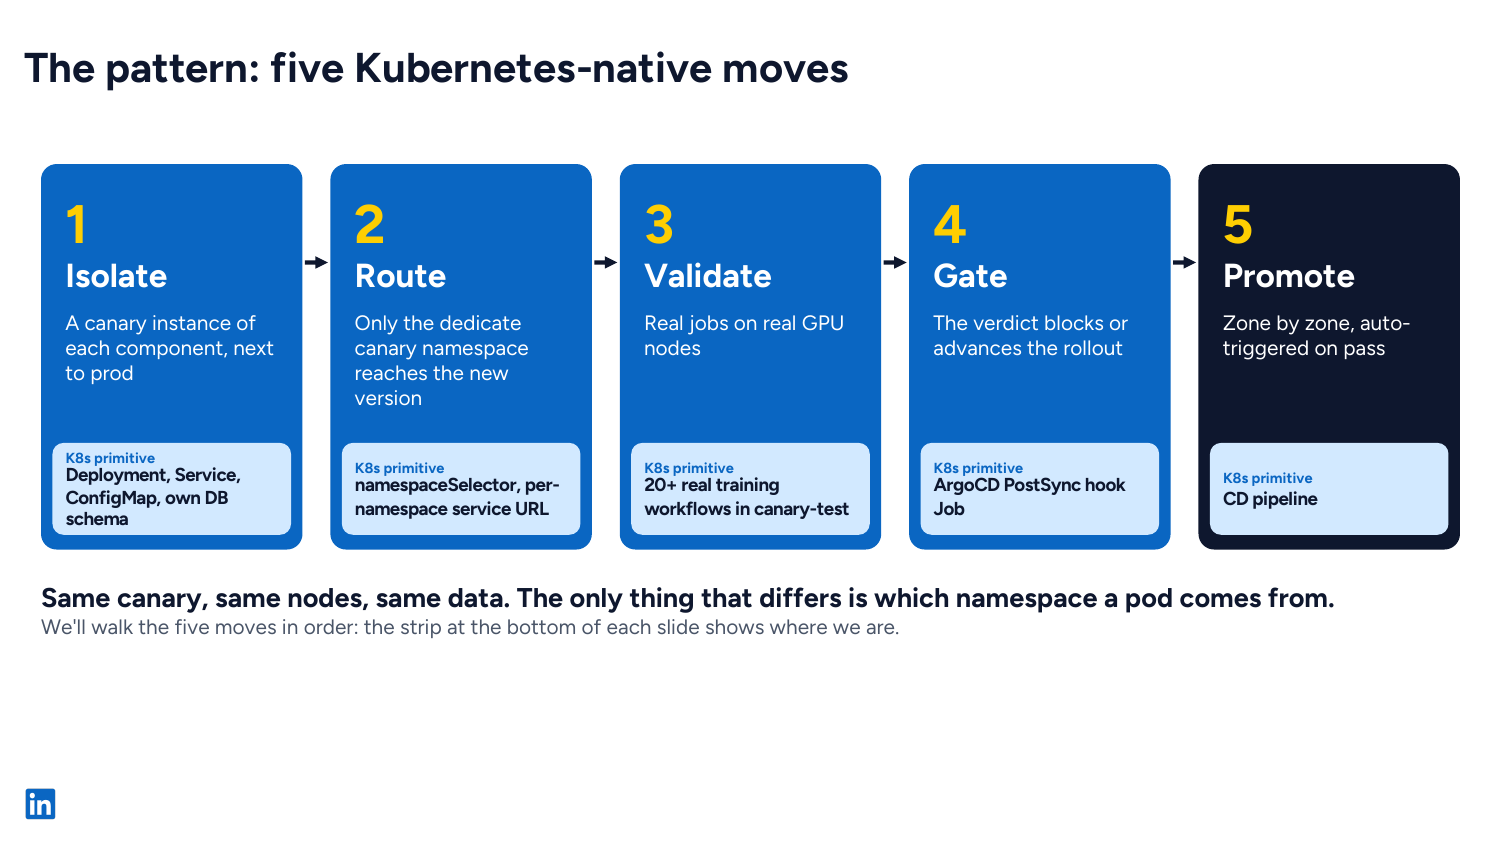 The pattern: five Kubernetes-native moves
1
Isolate
A canary instance of
each component, next
to prod
K8s primitive
Deployment, Service,
ConfigMap, own DB
schema
2
Route
Only the dedicate
canary namespace
reaches the new
version
K8s primitive
namespaceSelector, per-
namespace service URL
3
Validate
Real jobs on real GPU
nodes
K8s primitive
20+ real training
workflows in canary-test
4
Gate
The verdict blocks or
advances the rollout
K8s primitive
ArgoCD PostSync hook
Job
5
Promote
Zone by zone, auto-
triggered on pass
K8s primitive
CD pipeline
Same canary, same nodes, same data. The only thing that differs is which namespace a pod comes from.
We'll walk the five moves in order: the strip at the bottom of each slide shows where we are.
in